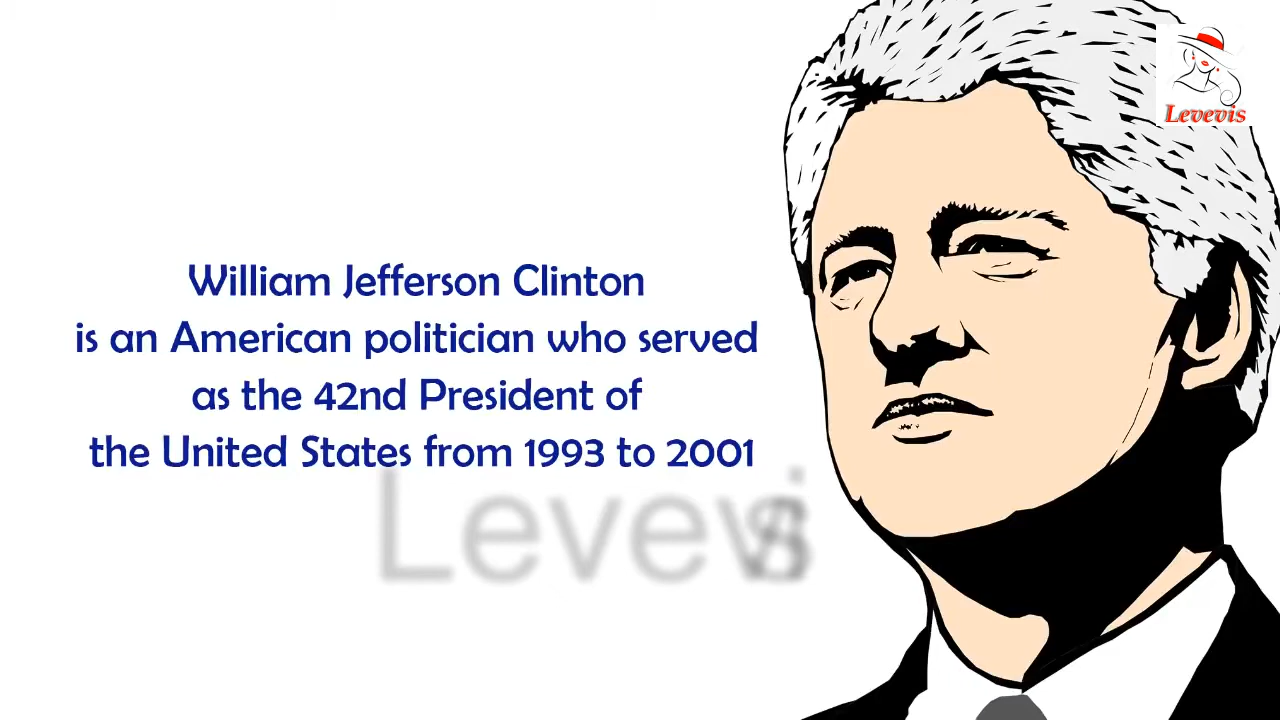 Levevis
William Jefferson Clinton
is an American politician who served
as the 42nd President of
the United States from 1993 to 2001
Levevis